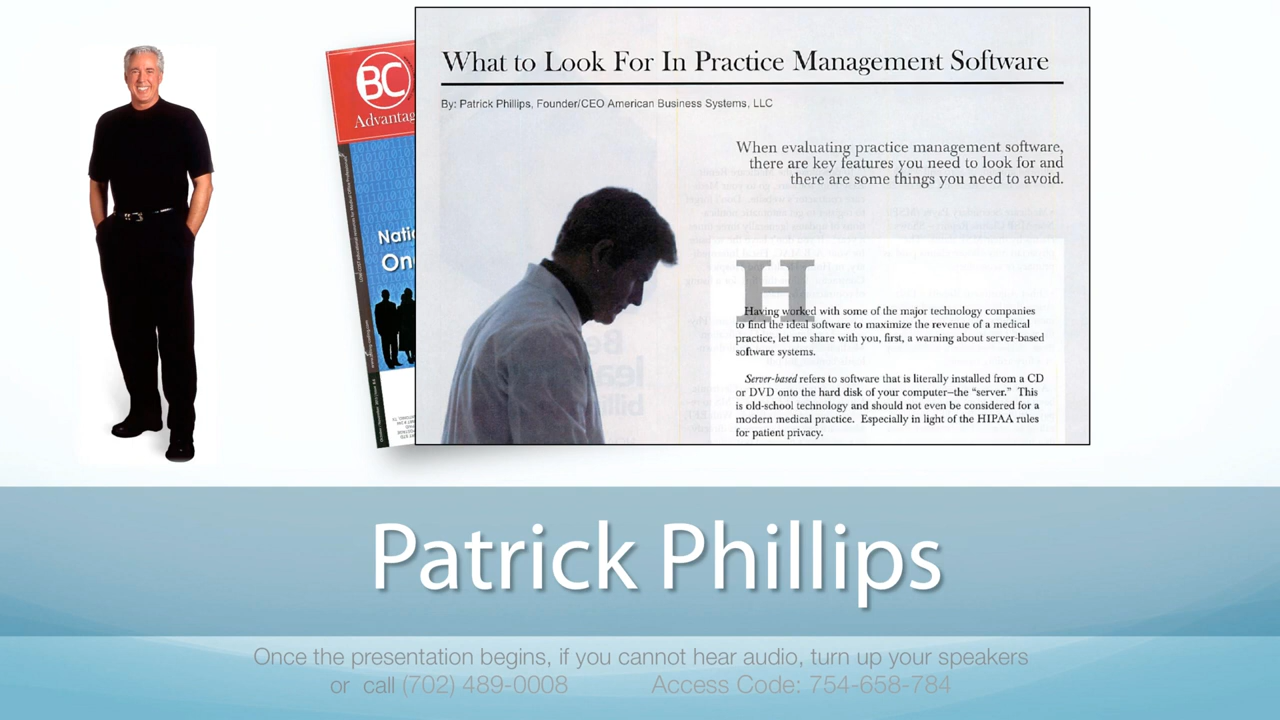 BC
Advantag
Natio
On
What to Look For In Practice Management Software
By: Patrick Phillips, Founder/CEO American Business Systems, LLC
When evaluating practice management software,
there are key features you need to look for and
there are some things you need to avoid.
H
Having worked with some of the major technology companies
to find the ideal software to maximize the revenue of a medical
practice, let me share with you, first, a warning about server-based
software systems.
Server-based refers to software that is literally installed from a CD
or DVD onto the hard disk of your computer–the “server.” This
is old-school technology and should not even be considered for a
modern medical practice. Especially in light of the HIPAA rules
for patient privacy.
Patrick Phillips
Once the presentation begins, if you cannot hear audio, turn up your speakers
or call (702) 489-0008 Access Code: 754-658-784